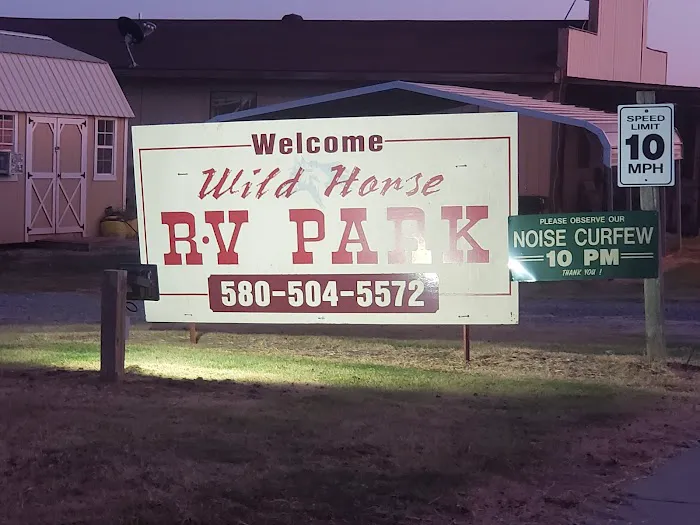 Welcome
Wild Horse
R·V PARK
580-504-5572
SPEED
LIMIT
10
MPH
PLEASE OBSERVE OUR
NOISE CURFEW
10 PM
THANK YOU !